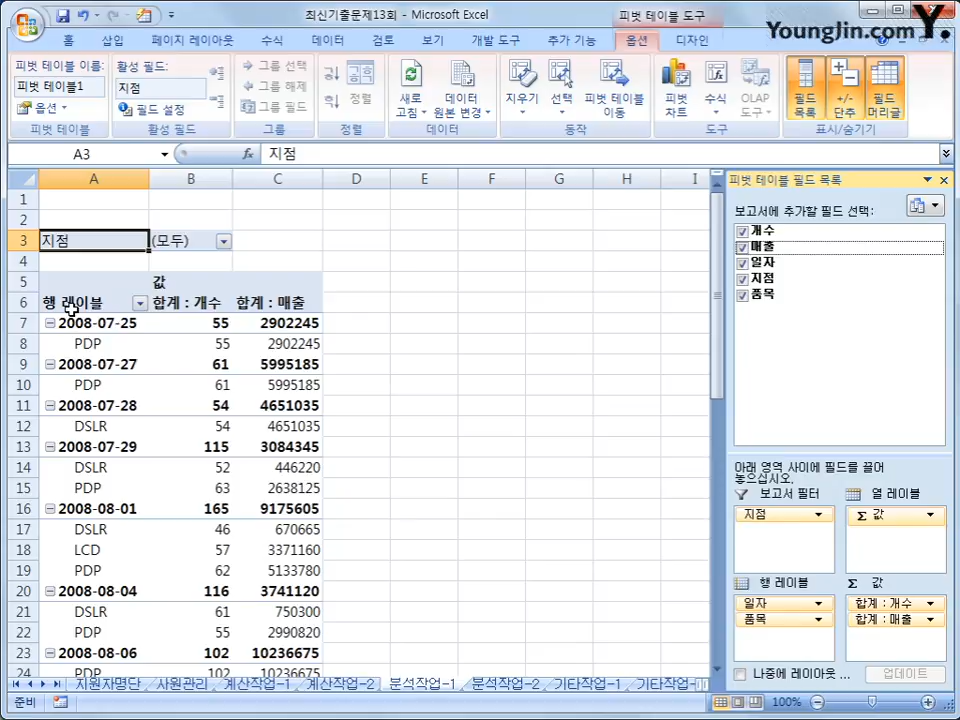 최신기출문제13회 - Microsoft Excel
피벗 테이블 도구
YoungJin.com Y.
홈 삽입 페이지 레이아웃 수식 데이터 검토 보기 개발 도구 추가 기능 옵션 디자인
피벗 테이블 이름:
피벗 테이블1
옵션
피벗 테이블
활성 필드:
지점
필드 설정
활성 필드
그룹 선택
그룹 해제
그룹 필드
그룹
정렬
정렬
새로 고침
데이터 원본 변경
데이터
지우기
선택
피벗 테이블 이동
동작
피벗 차트
수식
OLAP 도구
도구
필드 목록
+/- 단추
필드 머리글
표시/숨기기
A3 fx 지점
A B C D E F G H I
1
2
3 지점 (모두)
4
5 값
6 행 레이블 합계 : 개수 합계 : 매출
7 2008-07-25 55 2902245
8 PDP 55 2902245
9 2008-07-27 61 5995185
10 PDP 61 5995185
11 2008-07-28 54 4651035
12 DSLR 54 4651035
13 2008-07-29 115 3084345
14 DSLR 52 446220
15 PDP 63 2638125
16 2008-08-01 165 9175605
17 DSLR 46 670665
18 LCD 57 3371160
19 PDP 62 5133780
20 2008-08-04 116 3741120
21 DSLR 61 750300
22 PDP 55 2990820
23 2008-08-06 102 10236675
24 PDP 102 10236675
피벗 테이블 필드 목록
보고서에 추가할 필드 선택:
개수
매출
일자
지점
품목
아래 영역 사이에 필드를 끌어
놓으십시오.
보고서 필터 열 레이블
지점 Σ 값
행 레이블 Σ 값
일자 합계 : 개수
품목 합계 : 매출
나중에 레이아웃 ... 업데이트
지원자명단 사원관리 계산작업-1 계산작업-2 분석작업-1 분석작업-2 기타작업-1 기타작업-
준비 100%